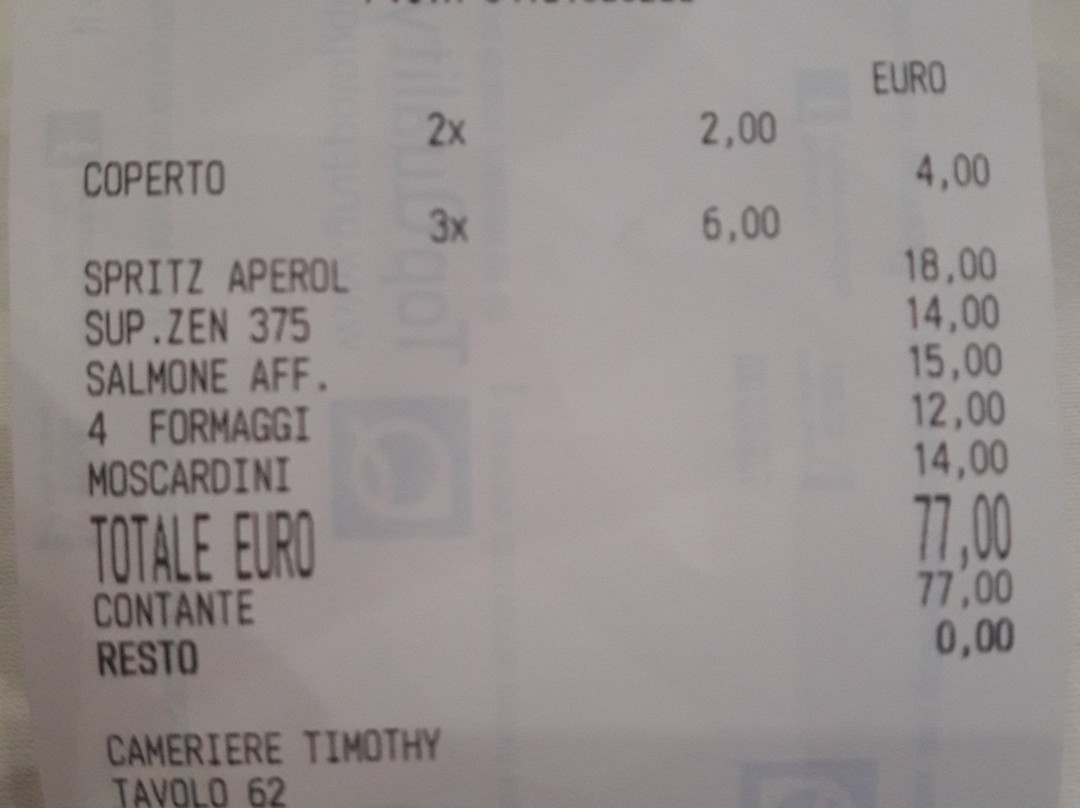 EURO
2x 2,00
COPERTO 4,00
3x 6,00
SPRITZ APEROL 18,00
SUP.ZEN 375 14,00
SALMONE AFF. 15,00
4 FORMAGGI 12,00
MOSCARDINI 14,00
TOTALE EURO 77,00
CONTANTE 77,00
RESTO 0,00
CAMERIERE TIMOTHY
TAVOLO 62
TopQuality